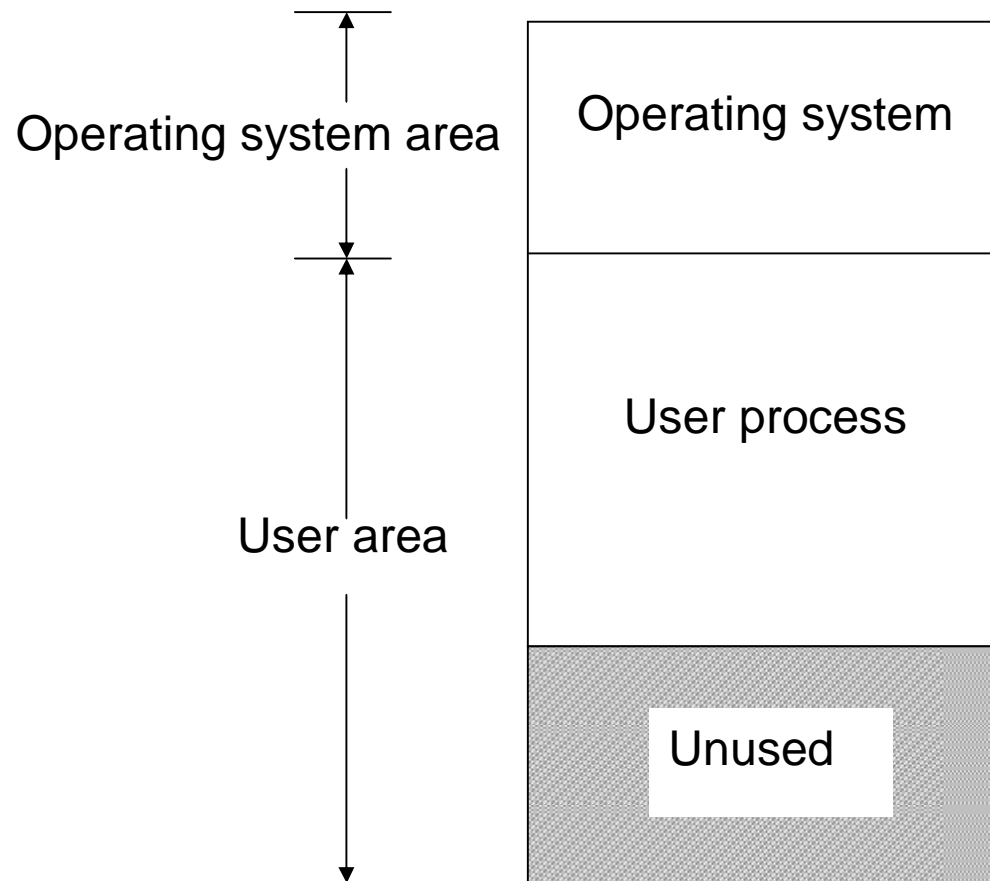 Operating system area
Operating system
User process
User area
Unused